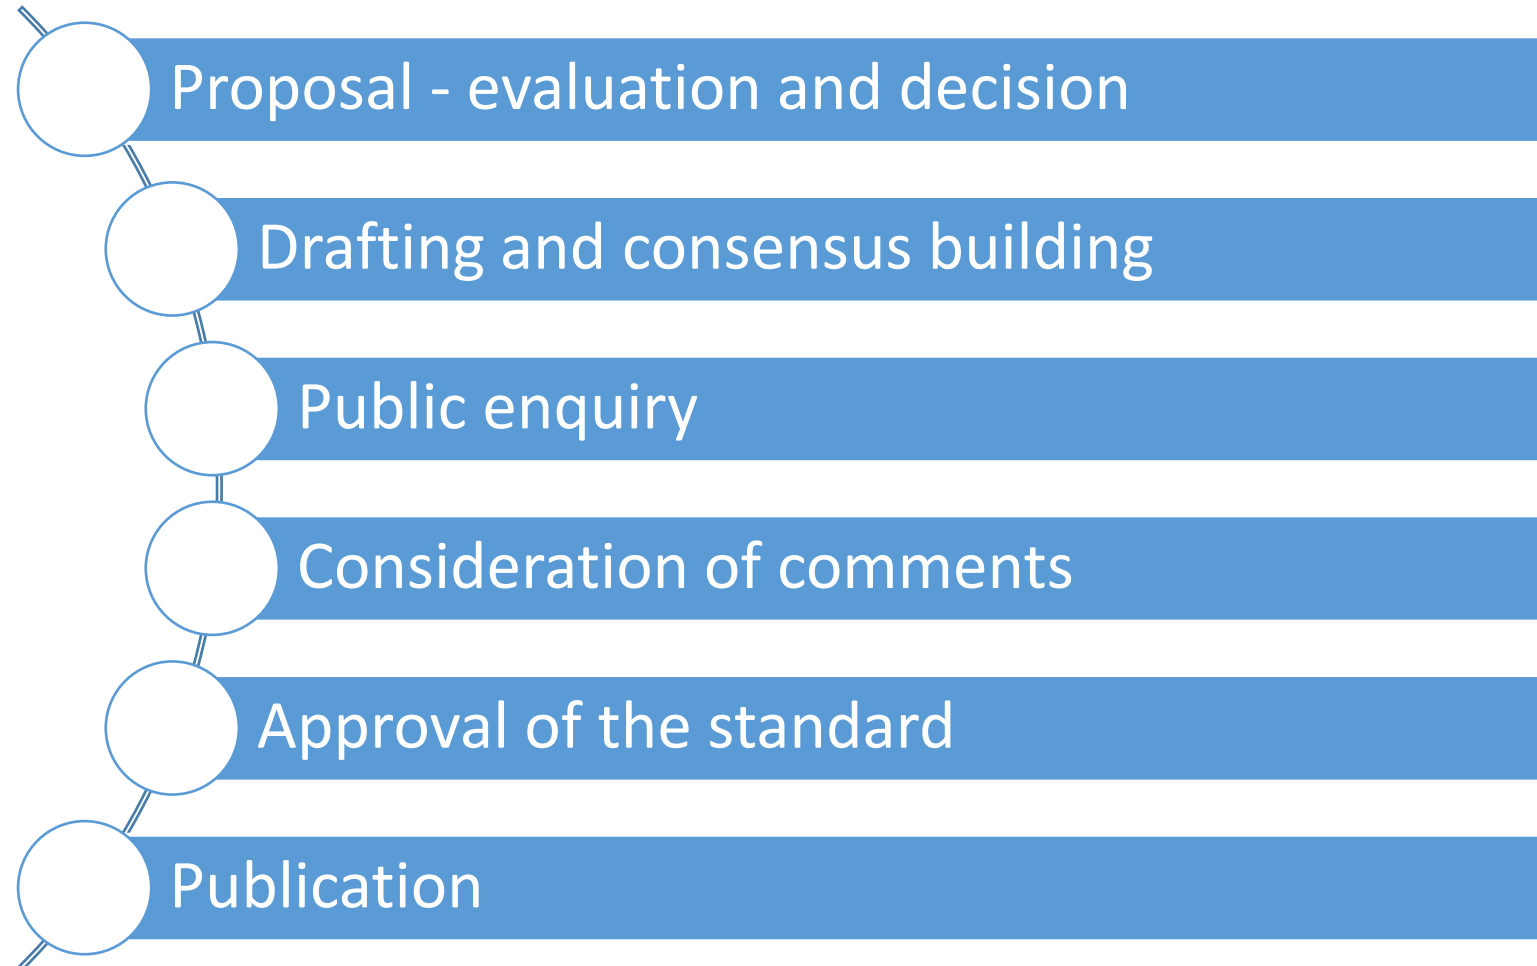 Proposal - evaluation and decision
Drafting and consensus building
Public enquiry
Consideration of comments
Approval of the standard
Publication